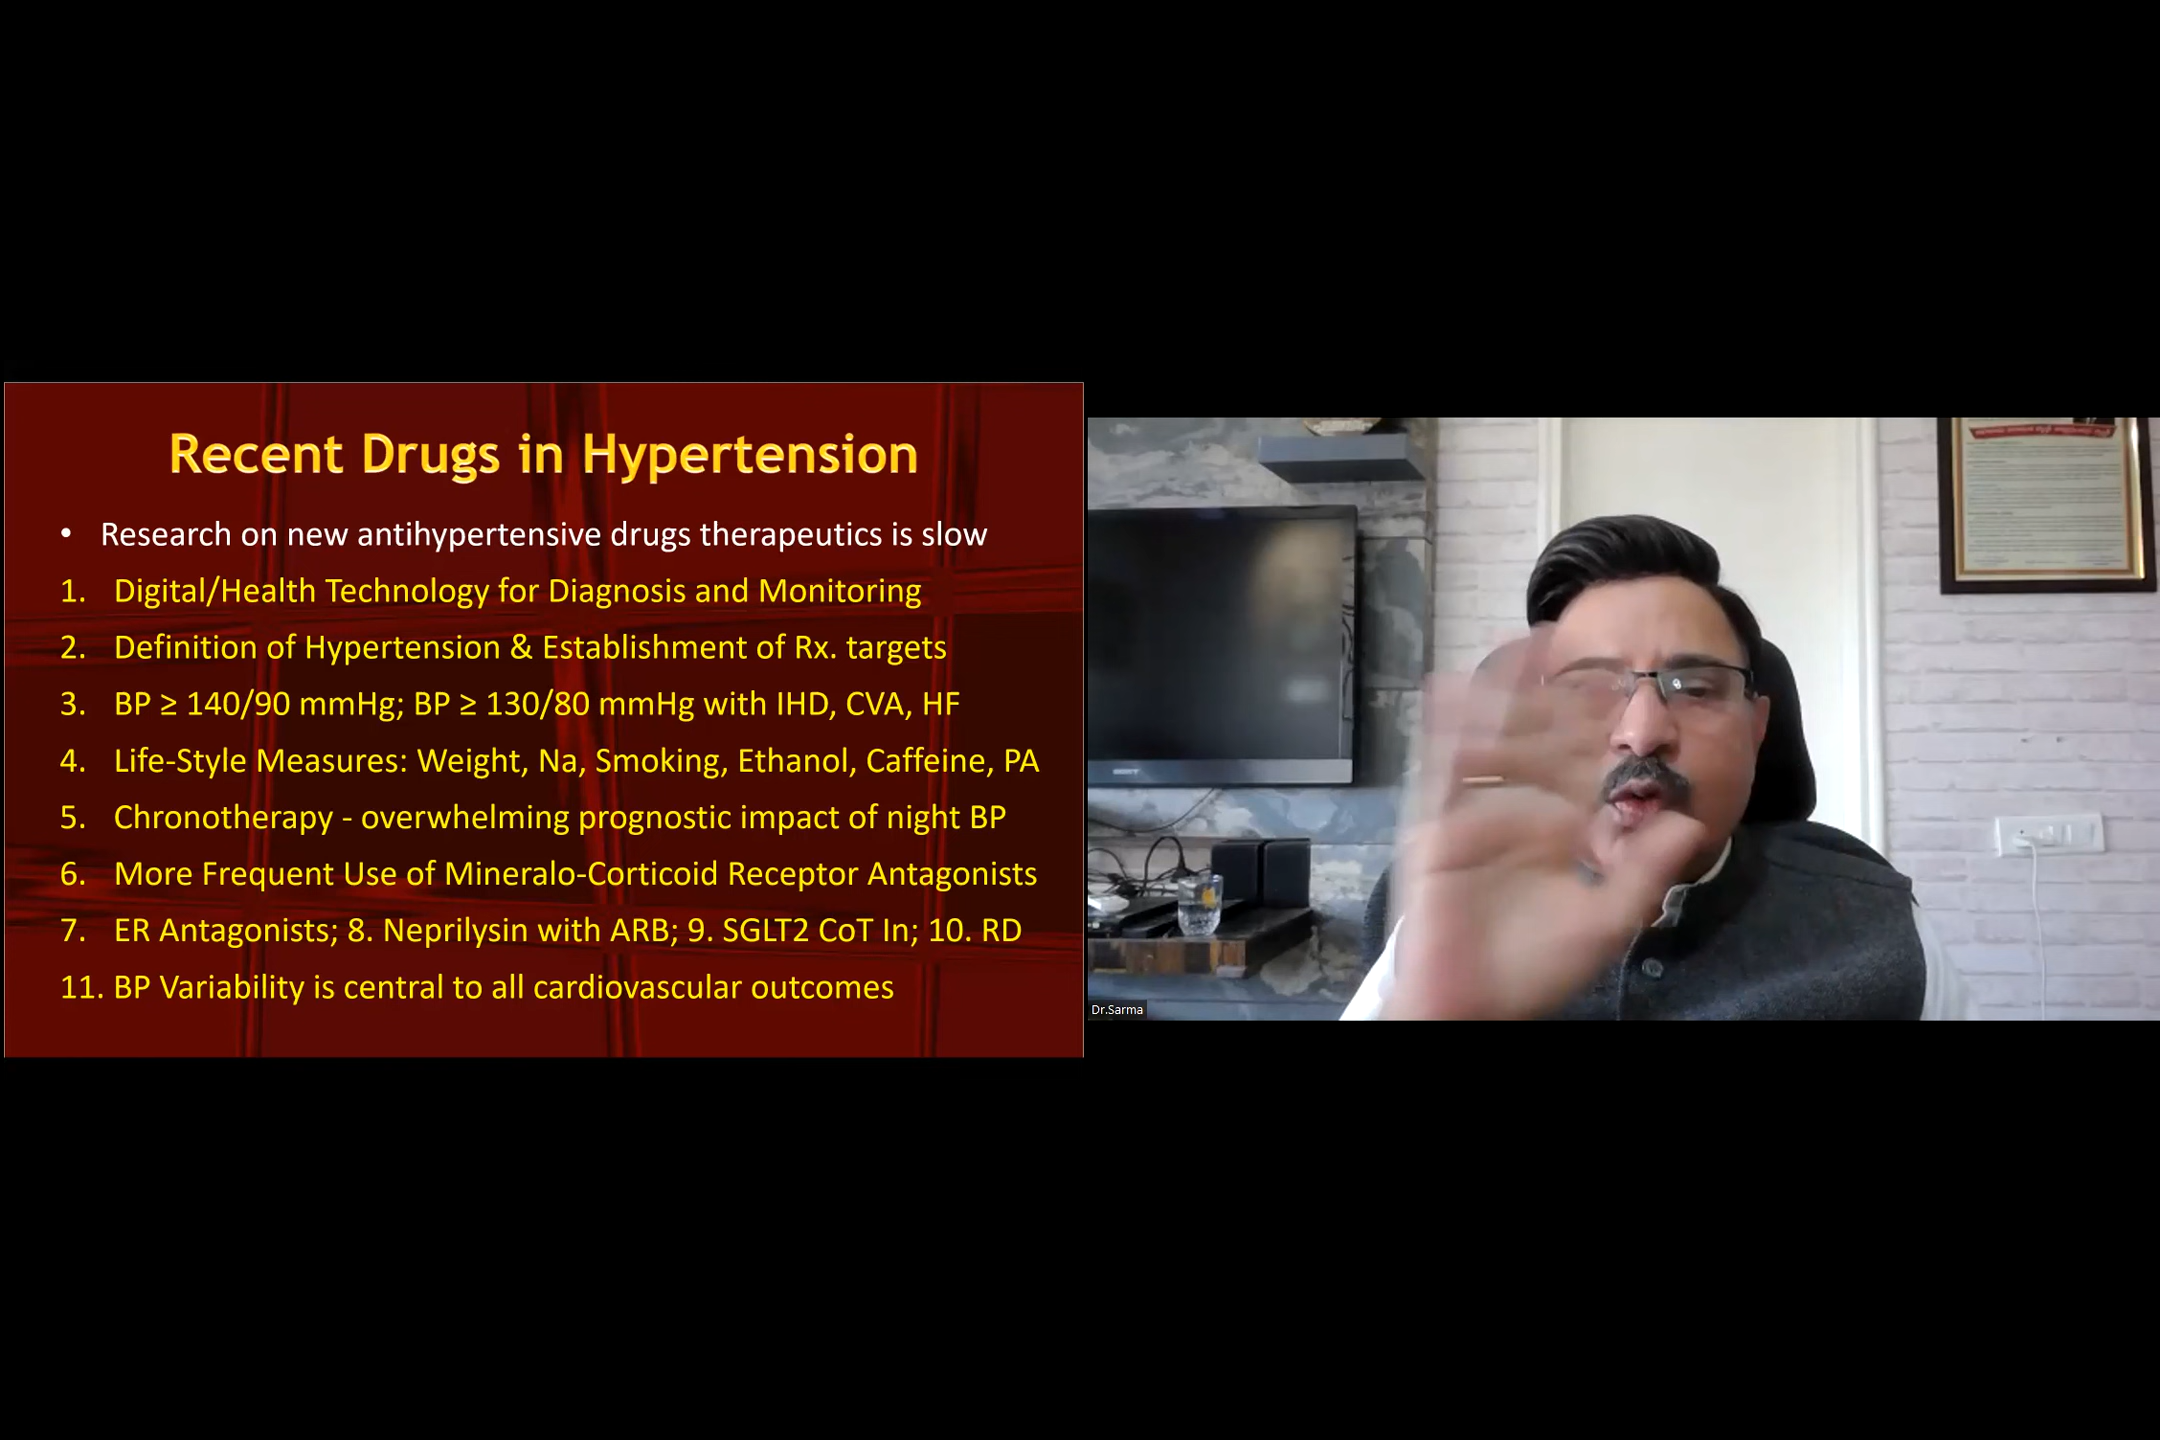 Recent Drugs in Hypertension
• Research on new antihypertensive drugs therapeutics is slow
1. Digital/Health Technology for Diagnosis and Monitoring
2. Definition of Hypertension & Establishment of Rx. targets
3. BP ≥ 140/90 mmHg; BP ≥ 130/80 mmHg with IHD, CVA, HF
4. Life-Style Measures: Weight, Na, Smoking, Ethanol, Caffeine, PA
5. Chronotherapy - overwhelming prognostic impact of night BP
6. More Frequent Use of Mineralo-Corticoid Receptor Antagonists
7. ER Antagonists; 8. Neprilysin with ARB; 9. SGLT2 CoT In; 10. RD
11. BP Variability is central to all cardiovascular outcomes
Dr.Sarma